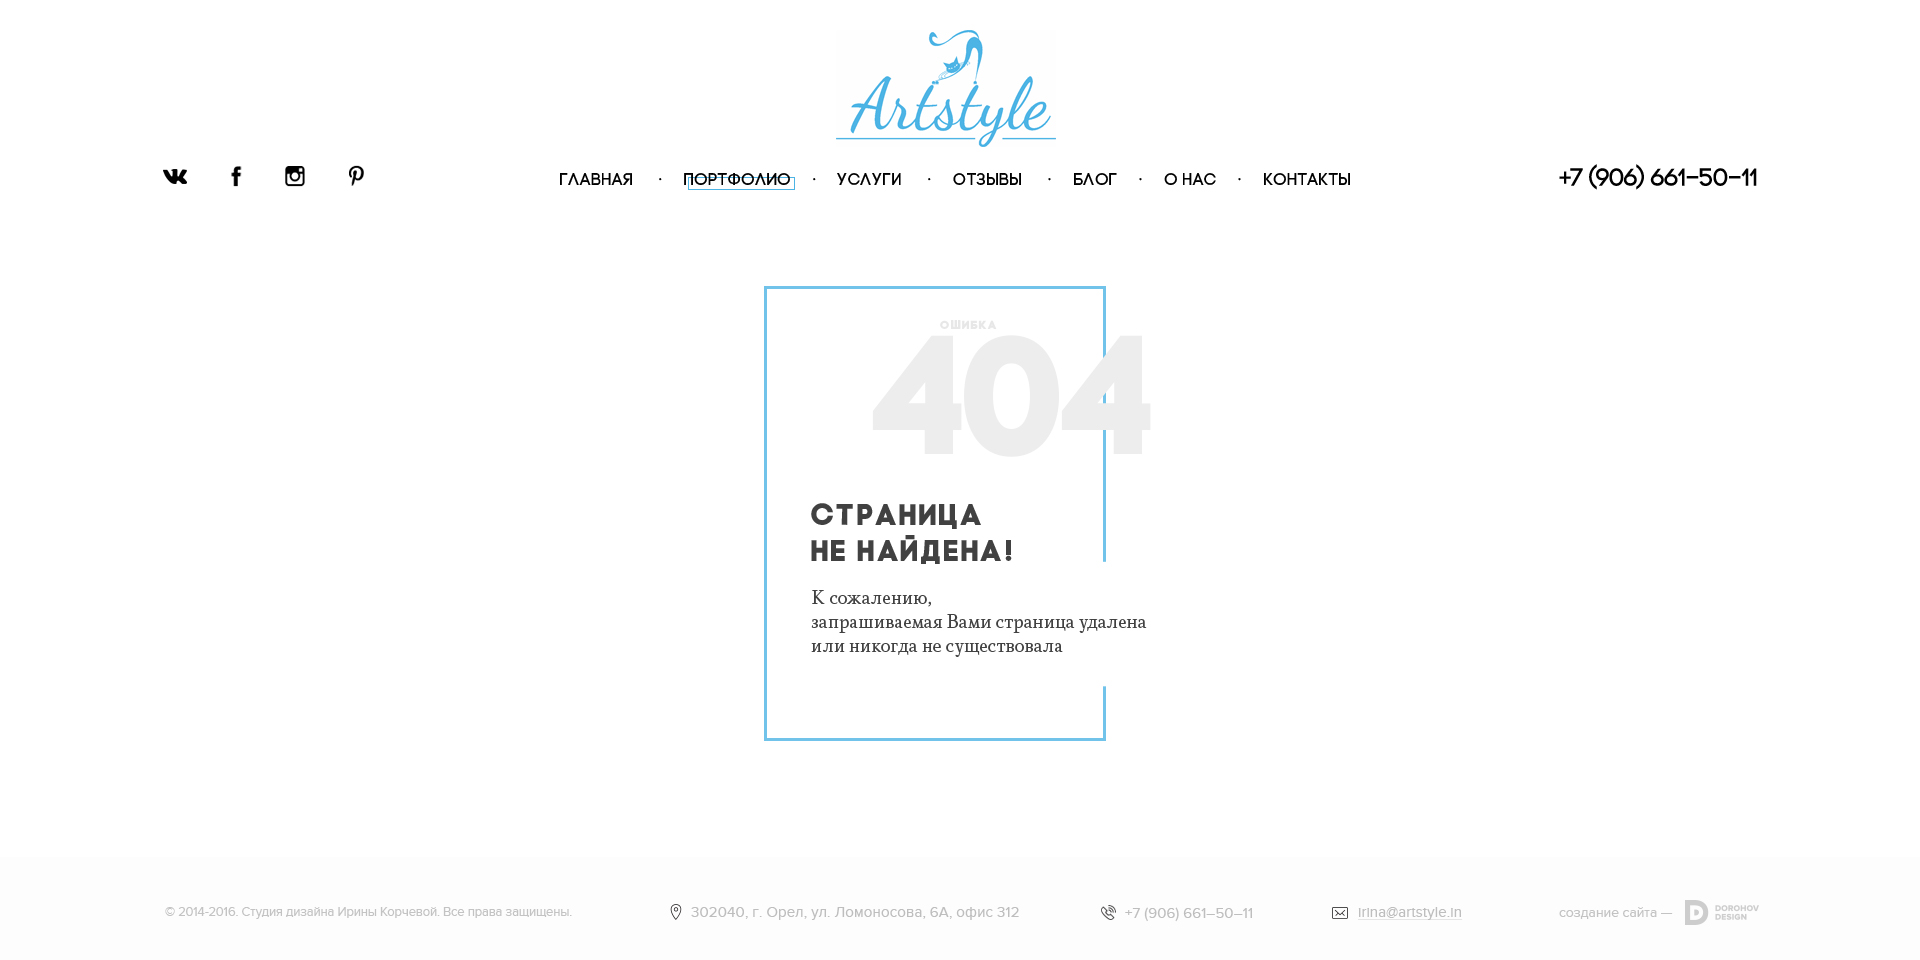 Artstyle
ГЛАВНАЯ · ПОРТФОЛИО · УСЛУГИ · ОТЗЫВЫ · БЛОГ · О НАС · КОНТАКТЫ
+7 (906) 661-50-11
ОШИБКА
404
СТРАНИЦА
НЕ НАЙДЕНА!
К сожалению,
запрашиваемая Вами страница удалена
или никогда не существовала
© 2014-2016. Студия дизайна Ирины Корчевой. Все права защищены.
302040, г. Орел, ул. Ломоносова, 6А, офис 312
+7 (906) 661-50-11
irina@artstyle.in
создание сайта —
DOROHOV
DESIGN